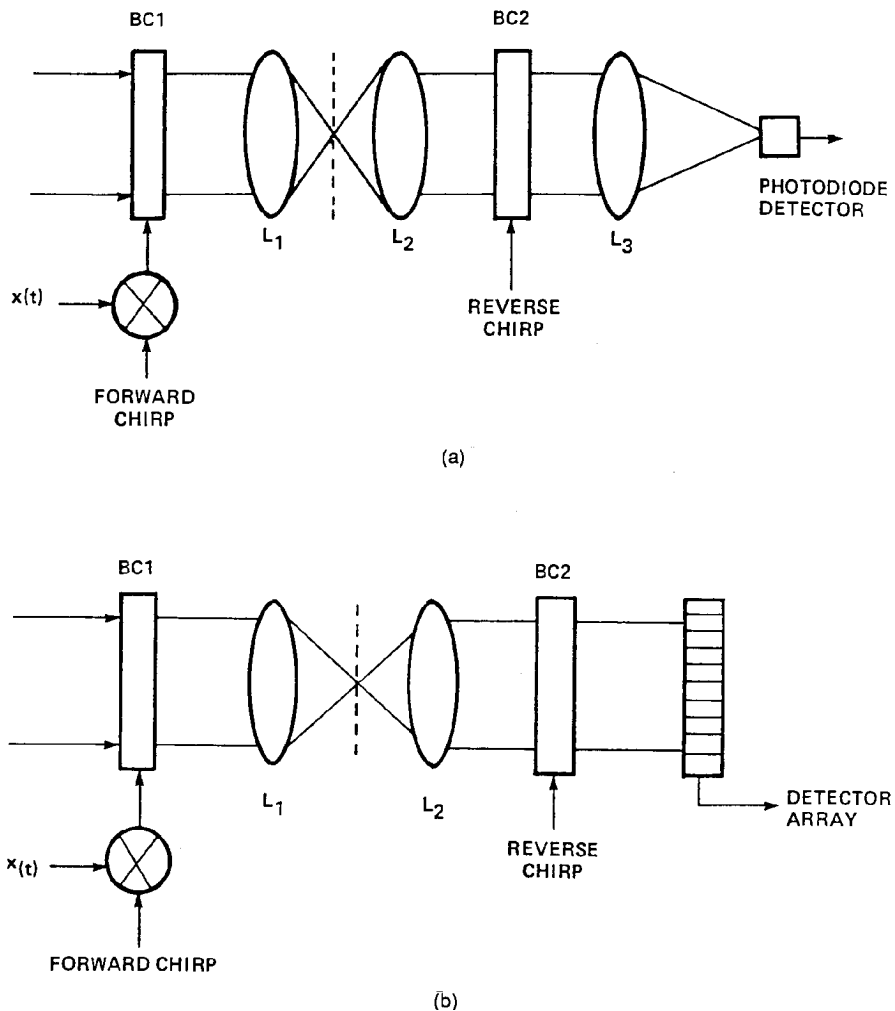 BC1
BC2
L1
L2
L3
PHOTODIODE
DETECTOR
x(t)
REVERSE
CHIRP
FORWARD
CHIRP
(a)
BC1
BC2
L1
L2
DETECTOR
ARRAY
x(t)
REVERSE
CHIRP
FORWARD CHIRP
(b)